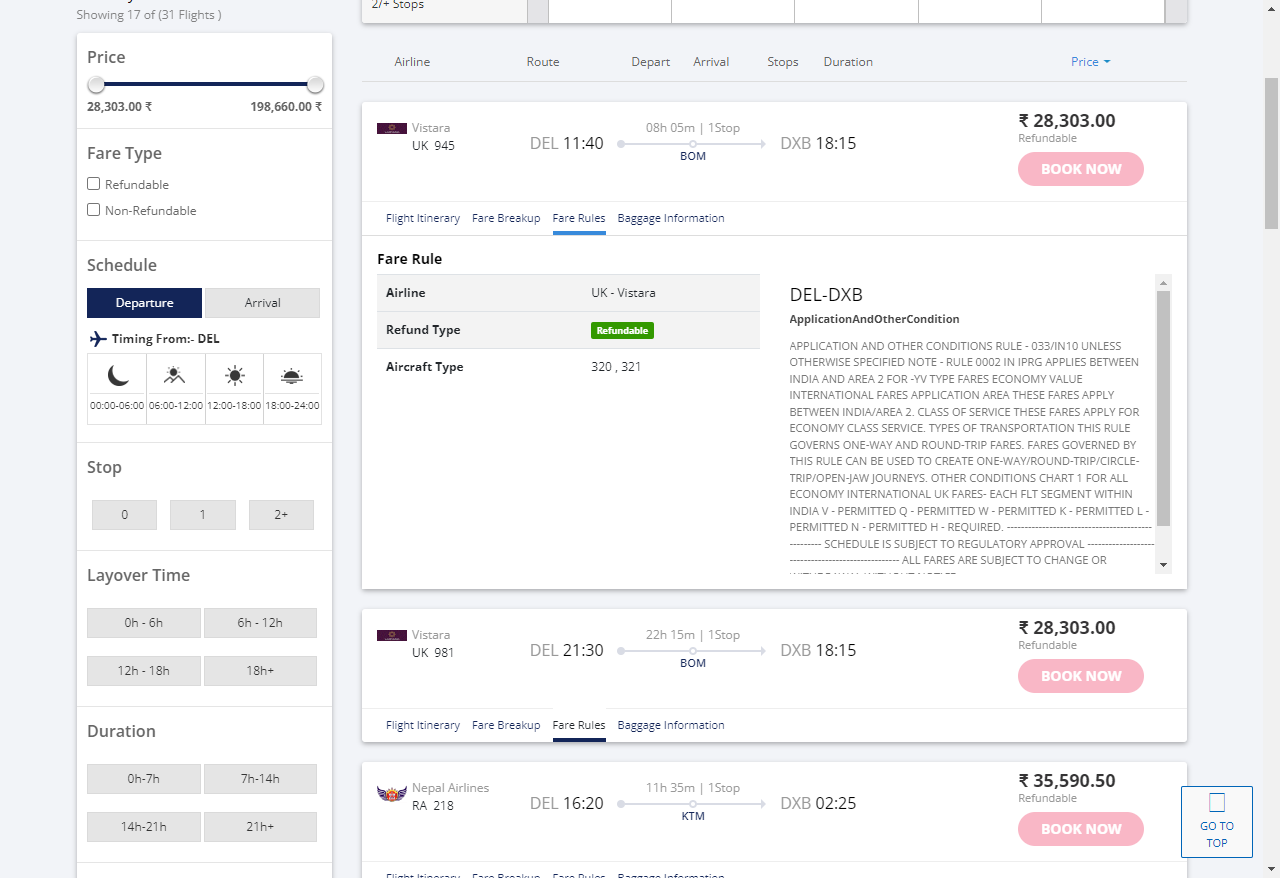 2/+ Stops
Showing 17 of (31 Flights )
Price
28,303.00 ₹ 198,660.00 ₹
Fare Type
Refundable
Non-Refundable
Schedule
Departure Arrival
Timing From:- DEL
00:00-06:00 06:00-12:00 12:00-18:00 18:00-24:00
Stop
0 1 2+
Layover Time
0h - 6h 6h - 12h
12h - 18h 18h+
Duration
0h-7h 7h-14h
14h-21h 21h+
Airline Route Depart Arrival Stops Duration Price
Vistara
UK 945
DEL 11:40
08h 05m | 1Stop
BOM
DXB 18:15
₹ 28,303.00
Refundable
BOOK NOW
Flight Itinerary Fare Breakup Fare Rules Baggage Information
Fare Rule
Airline UK - Vistara
Refund Type Refundable
Aircraft Type 320 , 321
DEL-DXB
ApplicationAndOtherCondition
APPLICATION AND OTHER CONDITIONS RULE - 033/IN10 UNLESS
OTHERWISE SPECIFIED NOTE - RULE 0002 IN IPRG APPLIES BETWEEN
INDIA AND AREA 2 FOR -YV TYPE FARES ECONOMY VALUE
INTERNATIONAL FARES APPLICATION AREA THESE FARES APPLY
BETWEEN INDIA/AREA 2. CLASS OF SERVICE THESE FARES APPLY FOR
ECONOMY CLASS SERVICE. TYPES OF TRANSPORTATION THIS RULE
GOVERNS ONE-WAY AND ROUND-TRIP FARES. FARES GOVERNED BY
THIS RULE CAN BE USED TO CREATE ONE-WAY/ROUND-TRIP/CIRCLE-
TRIP/OPEN-JAW JOURNEYS. OTHER CONDITIONS CHART 1 FOR ALL
ECONOMY INTERNATIONAL UK FARES- EACH FLT SEGMENT WITHIN
INDIA V - PERMITTED Q - PERMITTED W - PERMITTED K - PERMITTED L -
PERMITTED N - PERMITTED H - REQUIRED. -----------------------------------------
--------- SCHEDULE IS SUBJECT TO REGULATORY APPROVAL -------------------
------------------------------- ALL FARES ARE SUBJECT TO CHANGE OR
Vistara
UK 981
DEL 21:30
22h 15m | 1Stop
BOM
DXB 18:15
₹ 28,303.00
Refundable
BOOK NOW
Flight Itinerary Fare Breakup Fare Rules Baggage Information
Nepal Airlines
RA 218
DEL 16:20
11h 35m | 1Stop
KTM
DXB 02:25
₹ 35,590.50
Refundable
BOOK NOW
Flight Itinerary Fare Breakup Fare Rules Baggage Information
GO TO
TOP